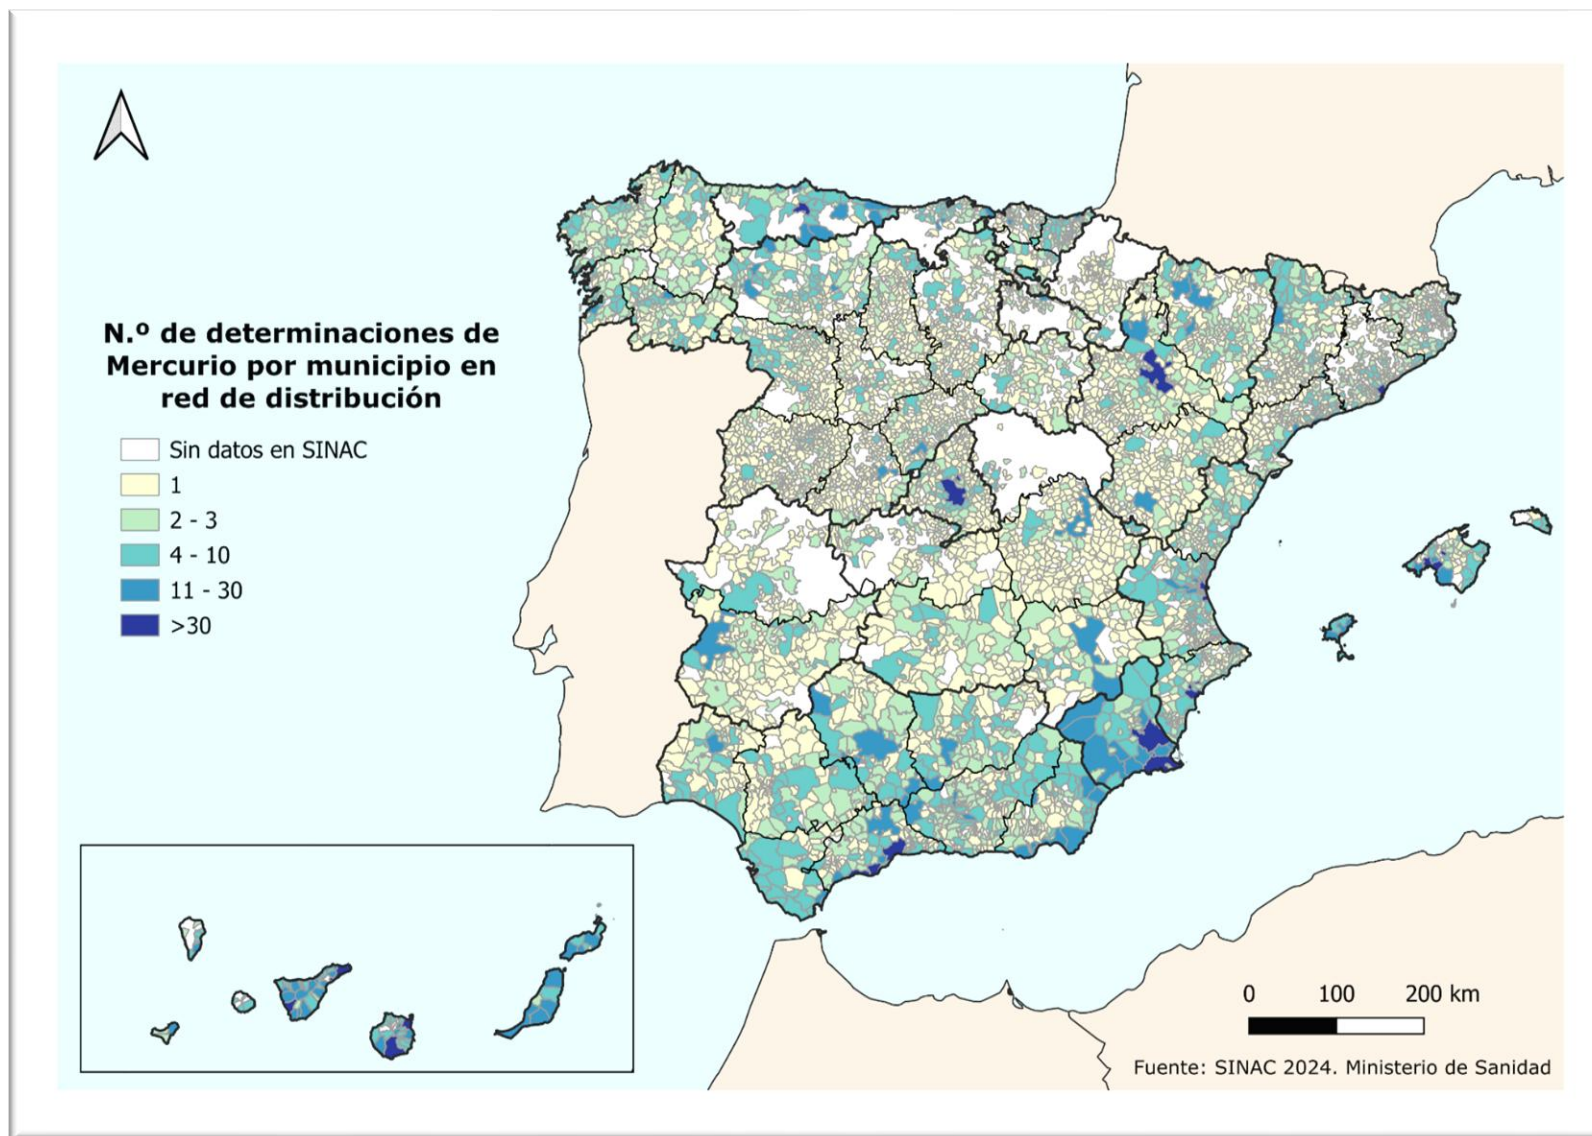 N.º de determinaciones de
Mercurio por municipio en
red de distribución
Sin datos en SINAC
1
2 - 3
4 - 10
11 - 30
>30
0 100 200 km
Fuente: SINAC 2024. Ministerio de Sanidad